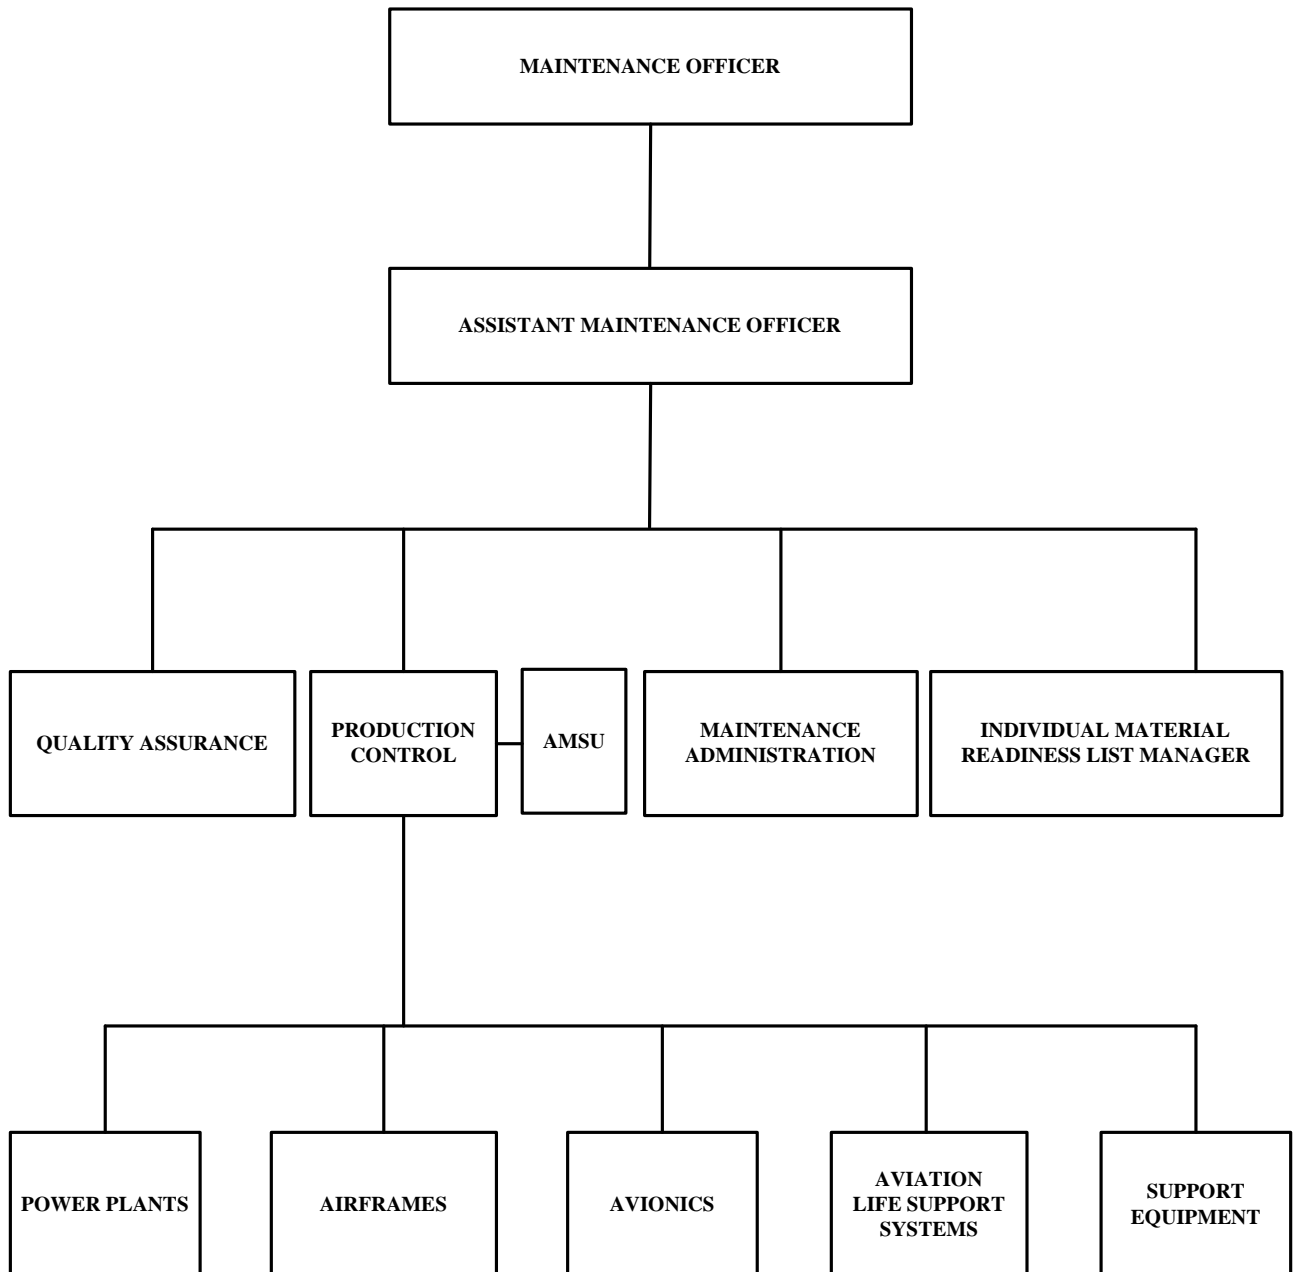 MAINTENANCE OFFICER
ASSISTANT MAINTENANCE OFFICER
QUALITY ASSURANCE
PRODUCTION
CONTROL
AMSU
MAINTENANCE
ADMINISTRATION
INDIVIDUAL MATERIAL
READINESS LIST MANAGER
POWER PLANTS
AIRFRAMES
AVIONICS
AVIATION
LIFE SUPPORT
SYSTEMS
SUPPORT
EQUIPMENT